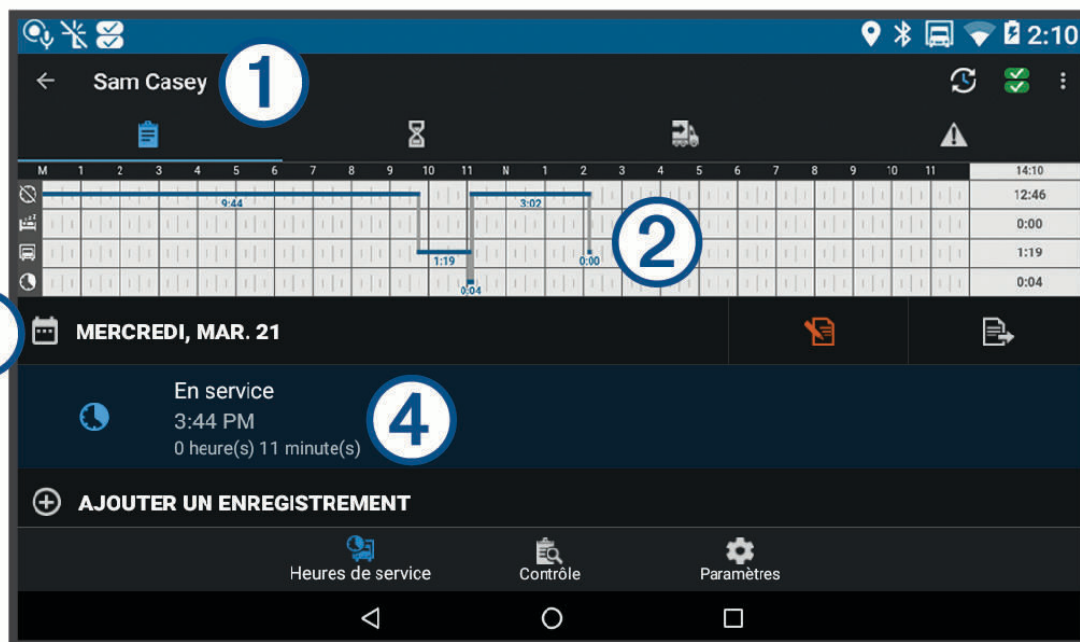 2:10
Sam Casey
1
M 1 2 3 4 5 6 7 8 9 10 11 N 1 2 3 4 5 6 7 8 9 10 11 14:10
9:44 3:02 12:46
0:00
2
1:19 0:00 1:19
0:04 0:04
MERCREDI, MAR. 21
En service
3:44 PM
4
0 heure(s) 11 minute(s)
AJOUTER UN ENREGISTREMENT
Heures de service Contrôle Paramètres